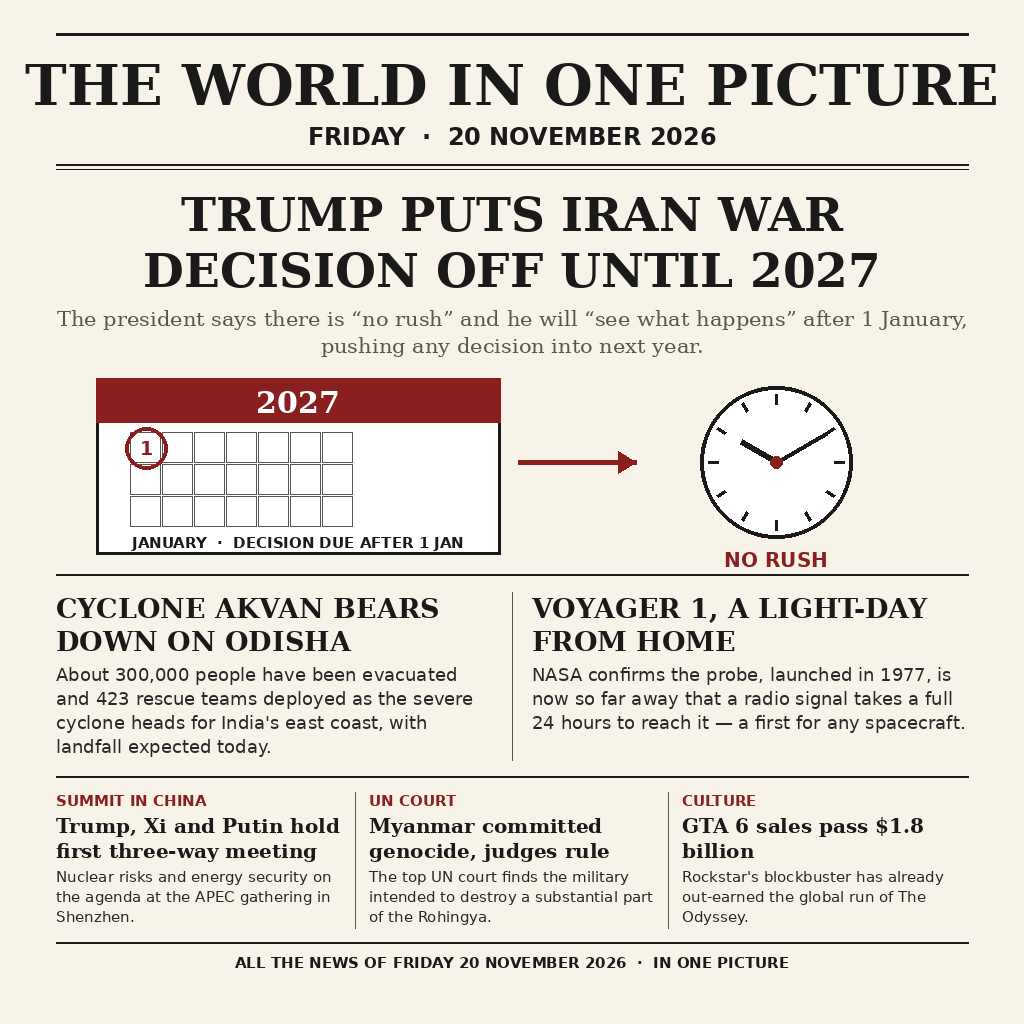 THE WORLD IN ONE PICTURE
FRIDAY · 20 NOVEMBER 2026
TRUMP PUTS IRAN WAR
DECISION OFF UNTIL 2027
The president says there is “no rush” and he will “see what happens” after 1 January,
pushing any decision into next year.
2027
1
JANUARY · DECISION DUE AFTER 1 JAN
NO RUSH
CYCLONE AKVAN BEARS
DOWN ON ODISHA
About 300,000 people have been evacuated
and 423 rescue teams deployed as the severe
cyclone heads for India's east coast, with
landfall expected today.
VOYAGER 1, A LIGHT-DAY
FROM HOME
NASA confirms the probe, launched in 1977, is
now so far away that a radio signal takes a full
24 hours to reach it — a first for any spacecraft.
SUMMIT IN CHINA
Trump, Xi and Putin hold
first three-way meeting
Nuclear risks and energy security on
the agenda at the APEC gathering in
Shenzhen.
UN COURT
Myanmar committed
genocide, judges rule
The top UN court finds the military
intended to destroy a substantial part
of the Rohingya.
CULTURE
GTA 6 sales pass $1.8
billion
Rockstar's blockbuster has already
out-earned the global run of The
Odyssey.
ALL THE NEWS OF FRIDAY 20 NOVEMBER 2026 · IN ONE PICTURE